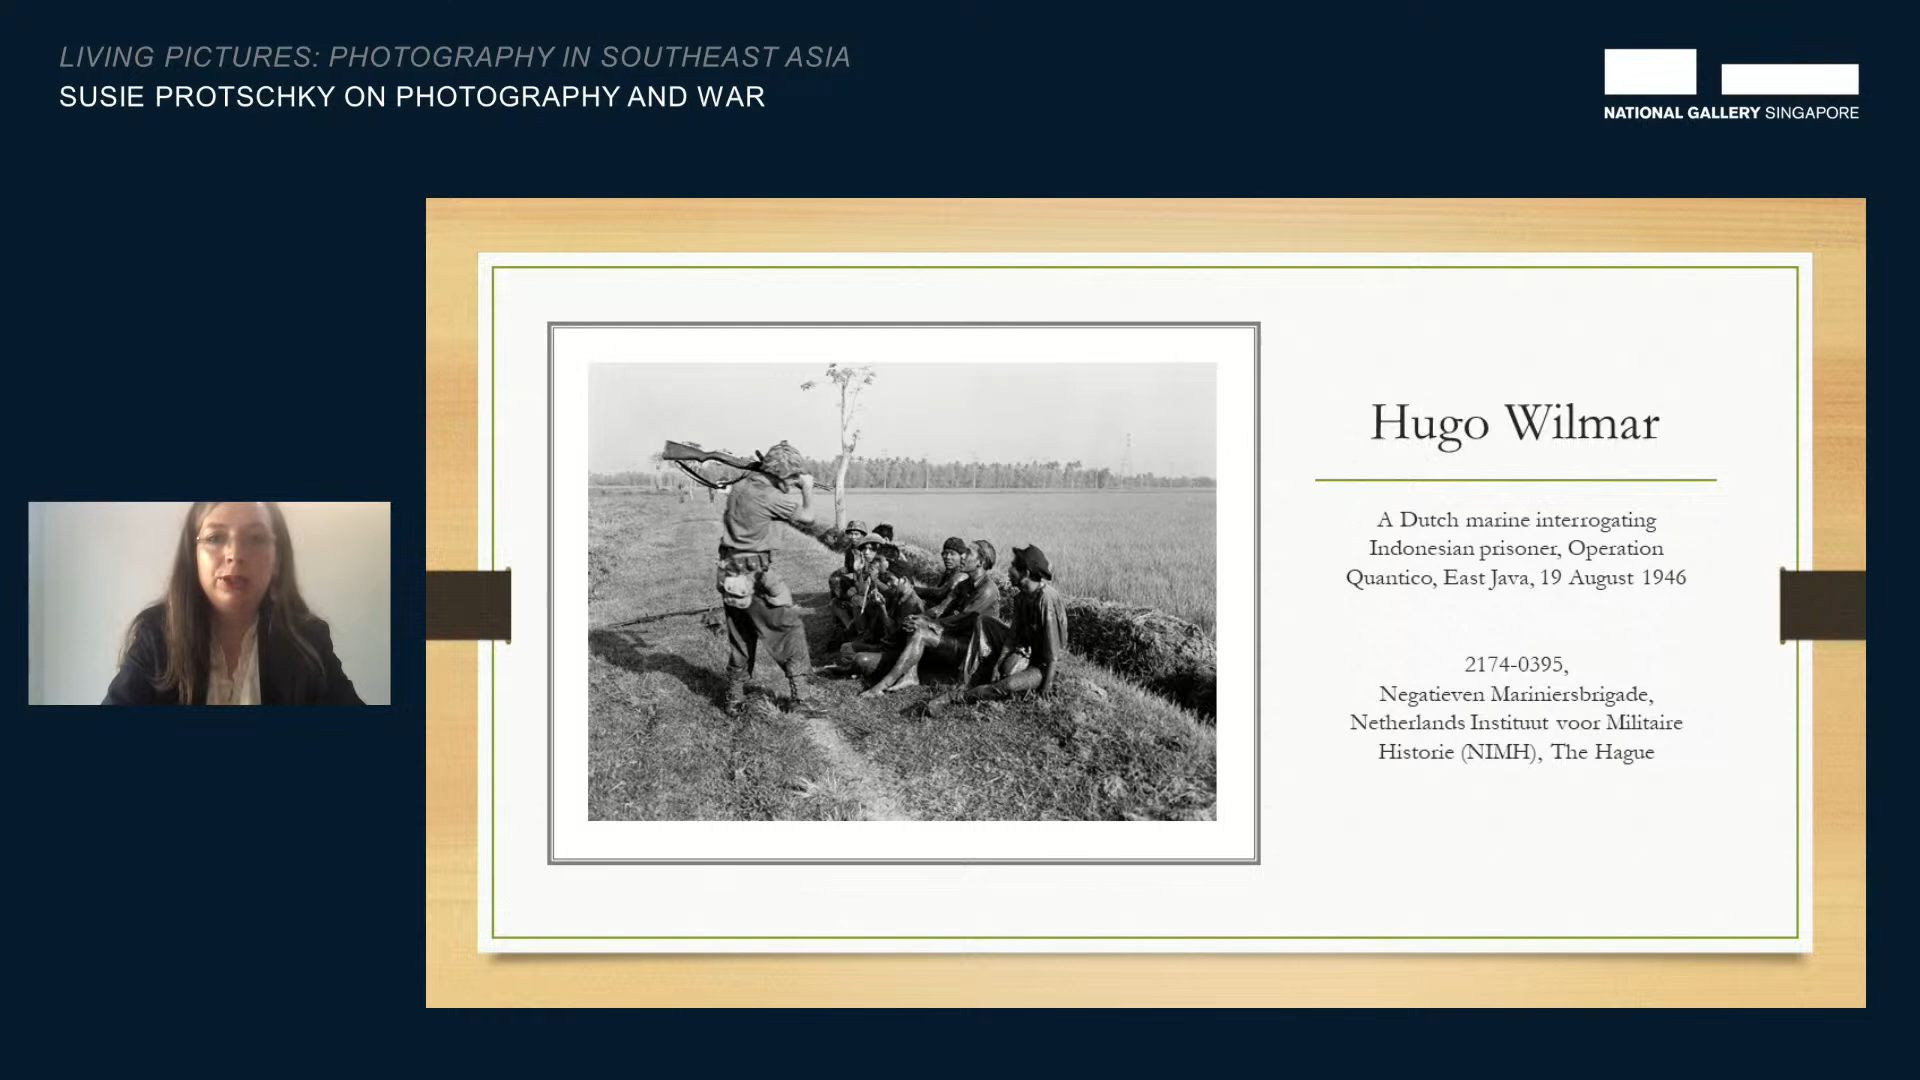 LIVING PICTURES: PHOTOGRAPHY IN SOUTHEAST ASIA
SUSIE PROTSCHKY ON PHOTOGRAPHY AND WAR
NATIONAL GALLERY SINGAPORE
Hugo Wilmar
A Dutch marine interrogating
Indonesian prisoner, Operation
Quantico, East Java, 19 August 1946
2174-0395,
Negatieven Mariniersbrigade,
Netherlands Instituut voor Militaire
Historie (NIMH), The Hague